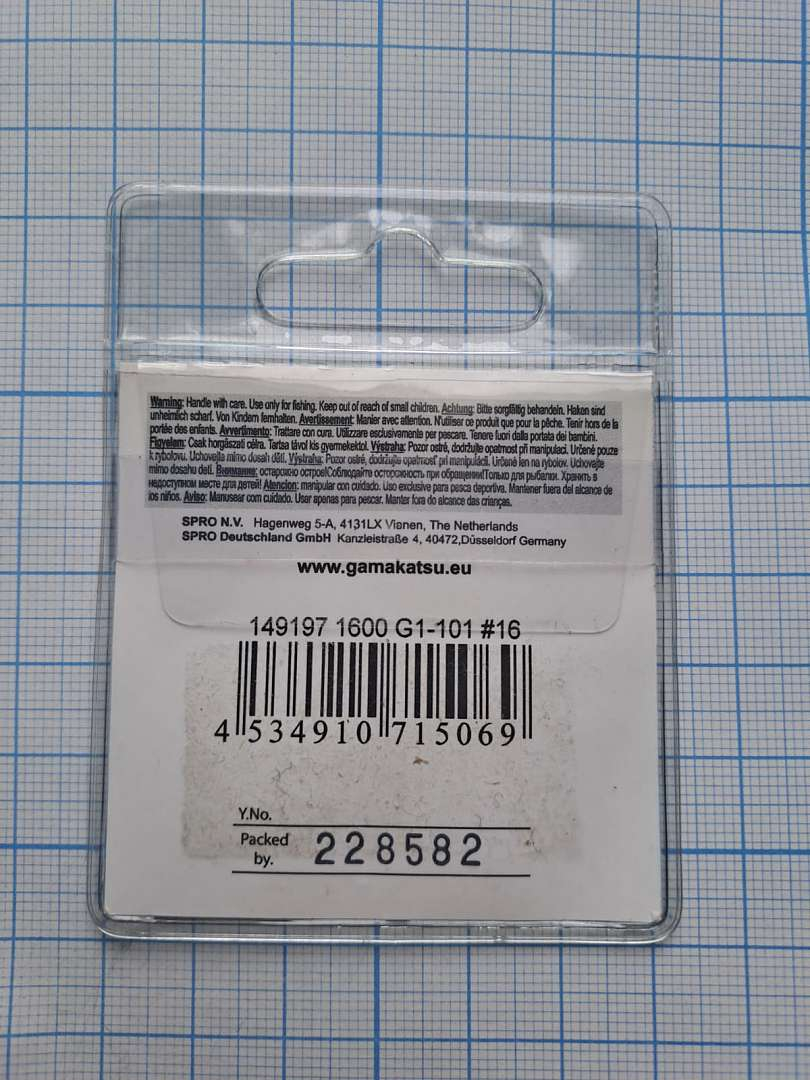 Warning: Handle with care. Use only for fishing. Keep out of reach of small children. Achtung: Bitte sorgfältig behandeln. Haken sind
unheimlich scharf. Von Kindern fernhalten. Avertissement: Manier avec attention. N'utiliser ce produit que pour la pêche. Tenir hors de la
portée des enfants. Avvertimento: Trattare con cura. Utilizzare esclusivamente per pescare. Tenere fuori dalla portata dei bambini.
Figyelem: Csak horgászati célra. Tartsa távol kis gyermekektol. Výstraha: Pozor ostré, dodržujte opatrnost při manipulaci. Určené pouze
k rybolovu. Uchovejte mimo dosah dětí. Výstraha: Pozor ostré, dodržujte opatrnosť pri manipulácií. Určené len na rybolov. Uchovejte
mimo dosahu detí. Внимание: осторожно остро!Соблюдайте осторожность при обращении!Только для рыбалки. Хранить в
недоступном месте для детей! Atencion: manipular con cuidado. Uso exclusivo para pesca deportiva. Mantener fuera del alcance de
los niños. Aviso: Manusear com cuidado. Usar apenas para pescar. Manter fora do alcance das crianças.
SPRO N.V. Hagenweg 5-A, 4131LX Vianen, The Netherlands
SPRO Deutschland GmbH Kanzleistraße 4, 40472,Düsseldorf Germany
www.gamakatsu.eu
149197 1600 G1-101 #16
4 534910 715069
Y.No.
Packed by. 228582